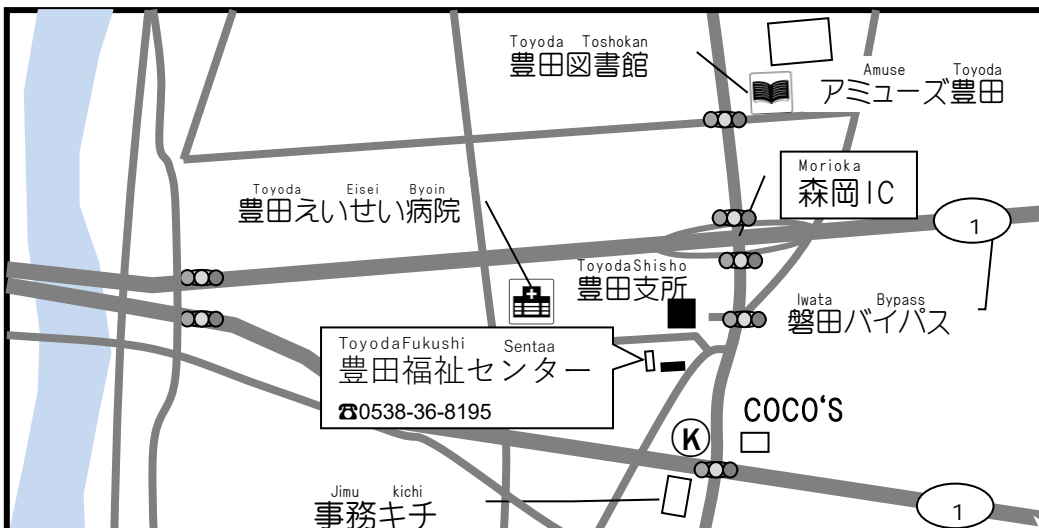 Toyoda Toshokan
豊田図書館
Amuse Toyoda
アミューズ豊田
Morioka
森岡IC
Toyoda Eisei Byoin
豊田えいせい病院
1
ToyodaShisho
豊田支所
Iwata Bypass
磐田バイパス
ToyodaFukushi Sentaa
豊田福祉センター
☎0538-36-8195
COCO'S
K
Jimu kichi
事務キチ
1